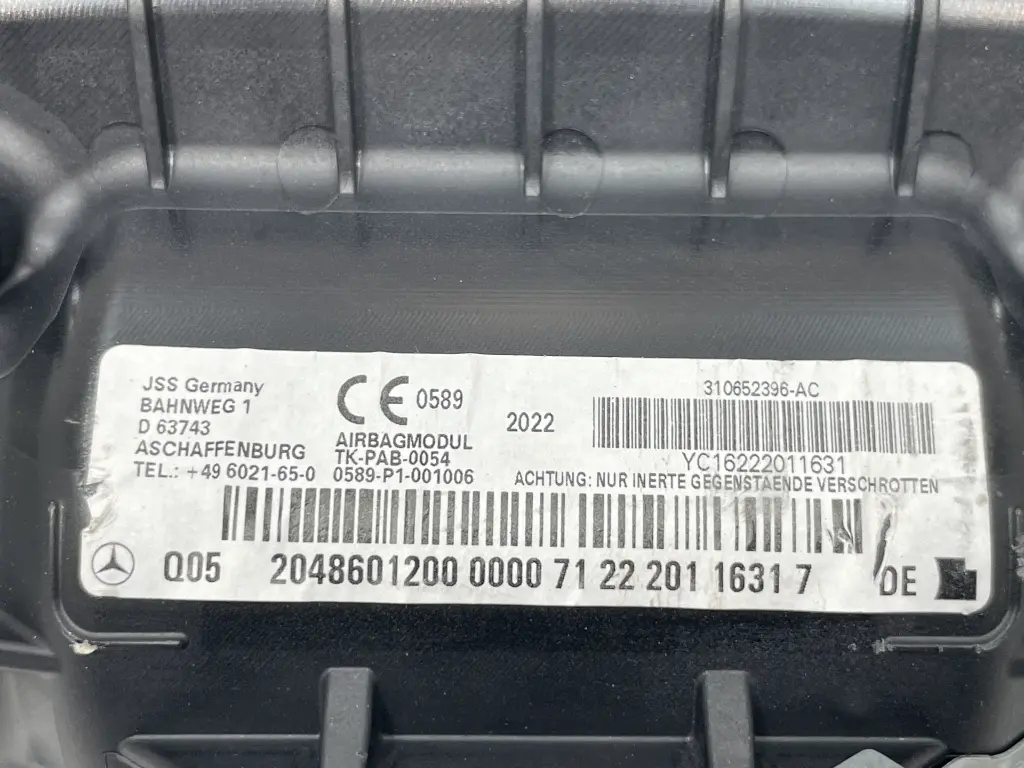 JSS Germany
BAHNWEG 1
D 63743
ASCHAFFENBURG
TEL.: +49 6021-65-0
CE 0589
AIRBAGMODUL
TK-PAB-0054
0589-P1-001006
2022
310652396-AC
YC16222011631
ACHTUNG: NUR INERTE GEGENSTAENDE VERSCHROTTEN
Q05 2048601200 0000 71 22 201 1631 7 DE